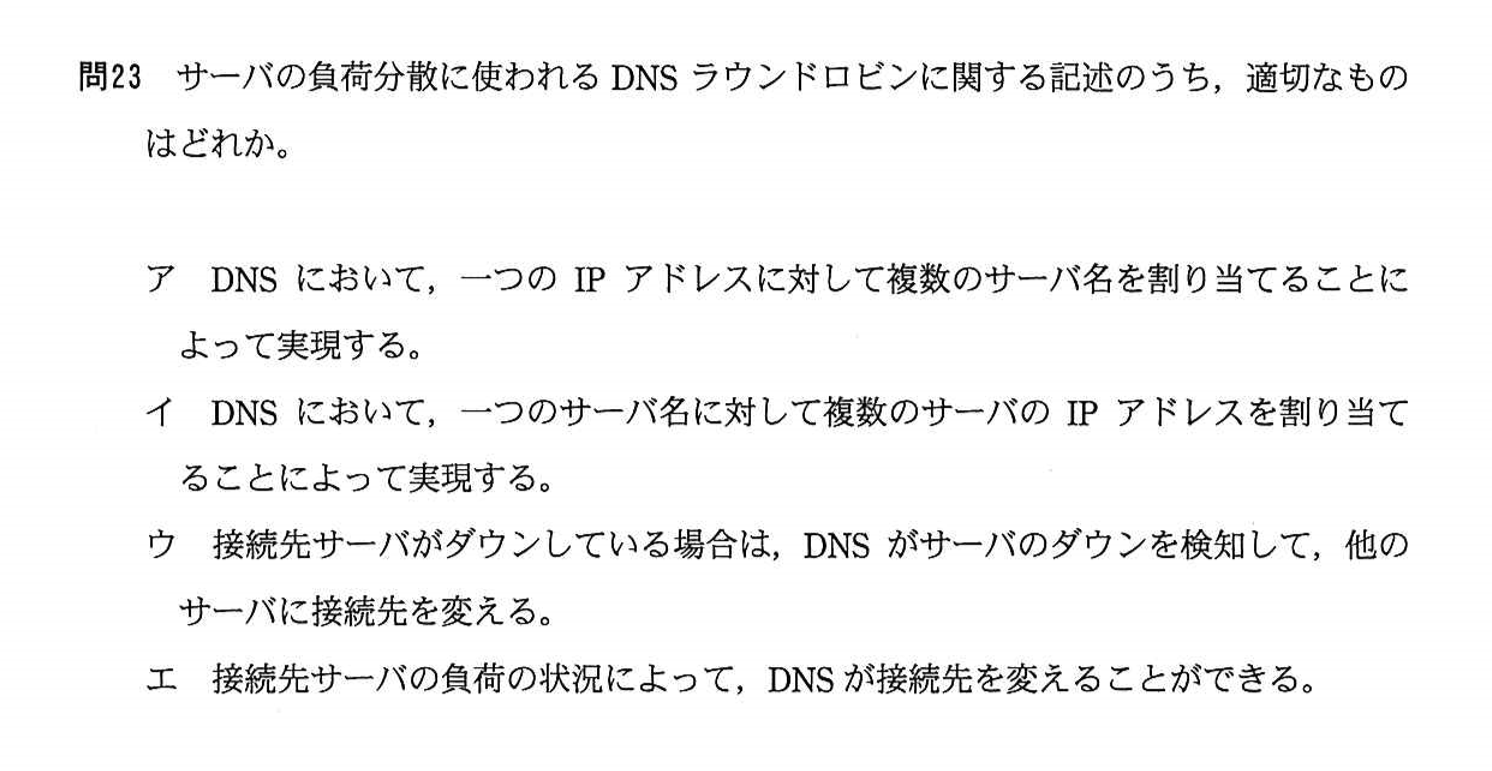 問23 サーバの負荷分散に使われる DNS ラウンドロビンに関する記述のうち，適切なもの
はどれか。
ア DNS において，一つの IP アドレスに対して複数のサーバ名を割り当てることに
よって実現する。
イ DNS において，一つのサーバ名に対して複数のサーバの IP アドレスを割り当て
ることによって実現する。
ウ 接続先サーバがダウンしている場合は，DNS がサーバのダウンを検知して，他の
サーバに接続先を変える。
エ 接続先サーバの負荷の状況によって，DNS が接続先を変えることができる。